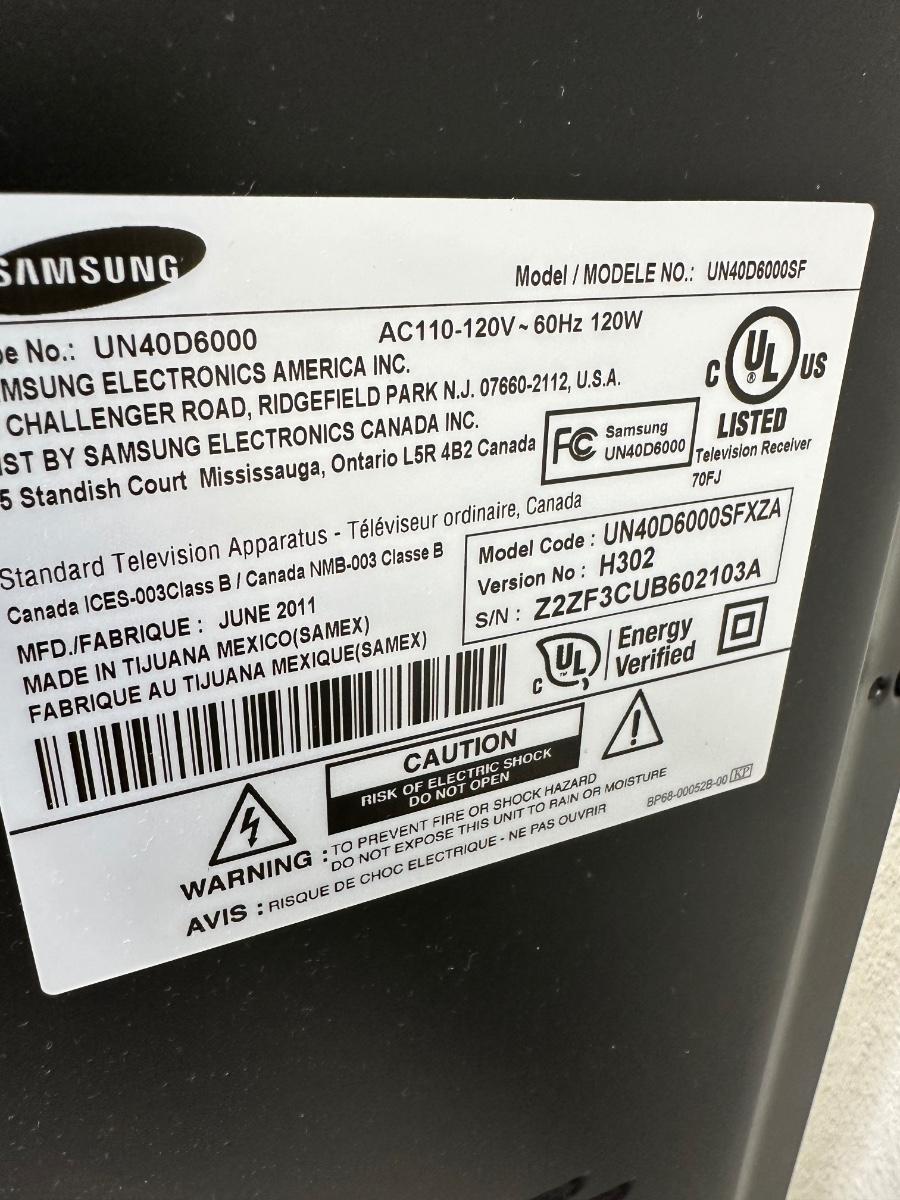 SAMSUNG
Model / MODELE NO.: UN40D6000SF
No.: UN40D6000 AC110-120V ~ 60Hz 120W
ELECTRONICS AMERICA INC.
CHALLENGER ROAD, RIDGEFIELD PARK N.J. 07660-2112, U.S.A.
BY SAMSUNG ELECTRONICS CANADA INC.
Standish Court Mississauga, Ontario L5R 4B2 Canada
C UL ® US
LISTED
Television Receiver
70FJ
FC Samsung
UN40D6000
Standard Television Apparatus - Téléviseur ordinaire, Canada
Canada ICES-003Class B / Canada NMB-003 Classe B
MFD./FABRIQUE : JUNE 2011
MADE IN TIJUANA MEXICO(SAMEX)
FABRIQUE AU TIJUANA MEXIQUE(SAMEX)
Model Code : UN40D6000SFXZA
Version No : H302
S/N : Z2ZF3CUB602103A
C UL ™ Energy
Verified
CAUTION
RISK OF ELECTRIC SHOCK
DO NOT OPEN
WARNING : TO PREVENT FIRE OR SHOCK HAZARD
DO NOT EXPOSE THIS UNIT TO RAIN OR MOISTURE
AVIS : RISQUE DE CHOC ELECTRIQUE - NE PAS OUVRIR
BP68-00052B-00 KP